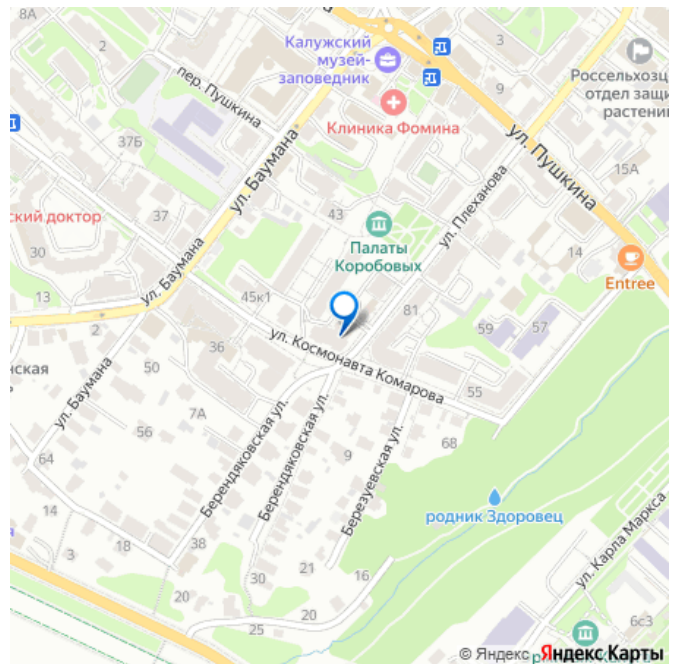 8А
2
Калужский
музей-
заповедник
9
Россельхозц
отдел защи
растени
пер. Пушкина
Клиника Фомина
ул. Пушкина
37Б
ул. Баумана
15А
ул. Плеханова
ский доктор
37
43
30
Палаты
Коробовых
14
Entree
ул. Баумана
13
45к1
81
59
57
2
36
ул. Космонавта Комарова
нская
50
ул. Баумана
55
7А
56
Берендяковская ул.
Берендяковская ул.
9
Березуевская ул.
68
64
родник Здоровец
ул. Карла Маркса
14
3
18
38
21
16
30
20
20
25
6с3
© Яндекс Яндекс Карты